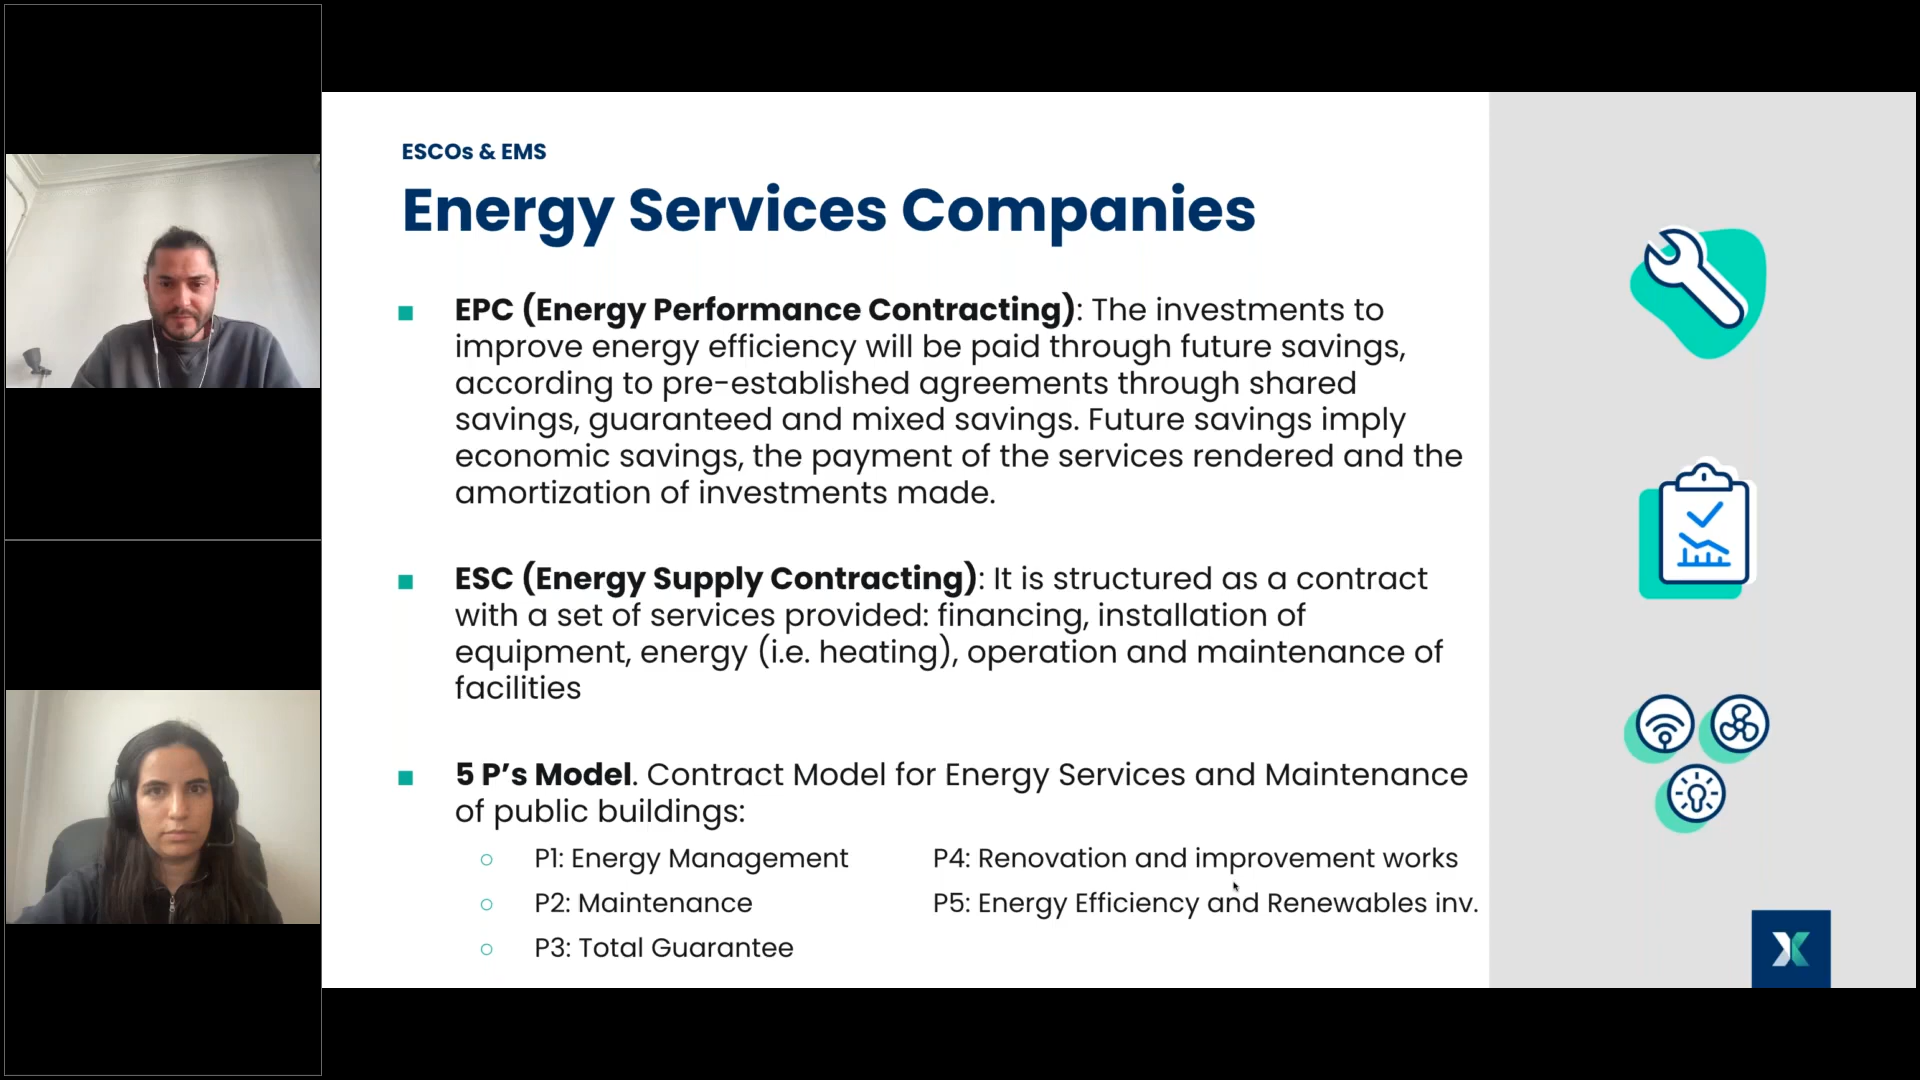 ESCOs & EMS
Energy Services Companies
EPC (Energy Performance Contracting): The investments to
improve energy efficiency will be paid through future savings,
according to pre-established agreements through shared
savings, guaranteed and mixed savings. Future savings imply
economic savings, the payment of the services rendered and the
amortization of investments made.
ESC (Energy Supply Contracting): It is structured as a contract
with a set of services provided: financing, installation of
equipment, energy (i.e. heating), operation and maintenance of
facilities
5 P's Model. Contract Model for Energy Services and Maintenance
of public buildings:
P1: Energy Management
P2: Maintenance
P3: Total Guarantee
P4: Renovation and improvement works
P5: Energy Efficiency and Renewables inv.